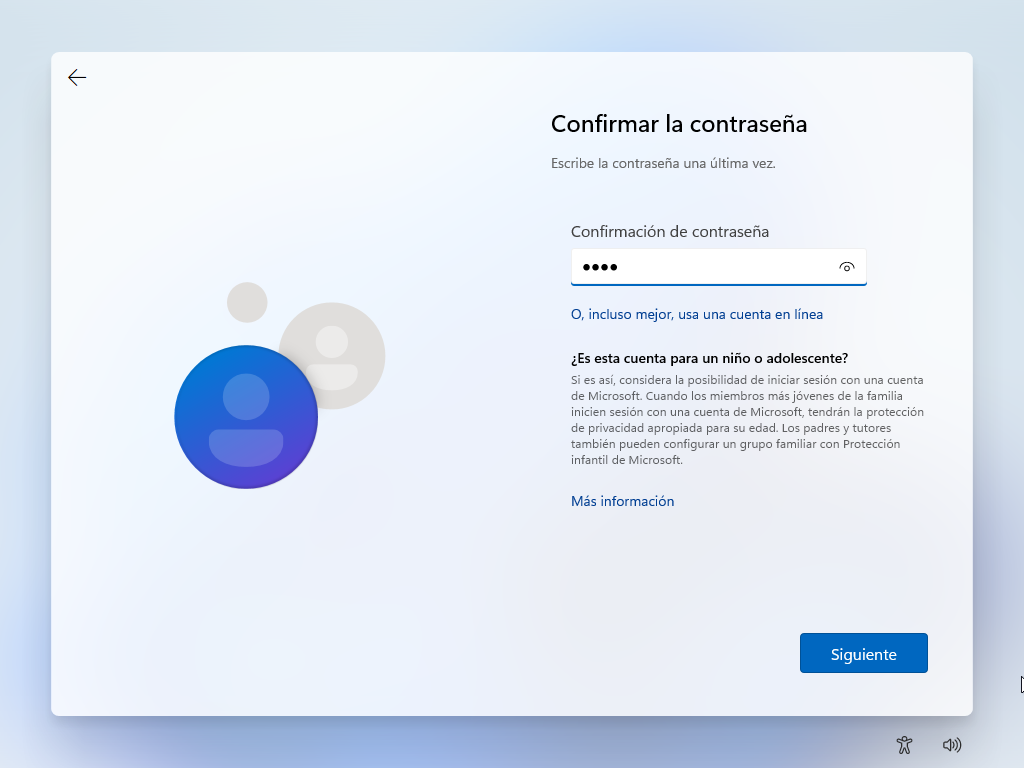 Confirmar la contraseña
Escribe la contraseña una última vez.
Confirmación de contraseña
●●●●
O, incluso mejor, usa una cuenta en línea
¿Es esta cuenta para un niño o adolescente?
Si es así, considera la posibilidad de iniciar sesión con una cuenta
de Microsoft. Cuando los miembros más jóvenes de la familia
inicien sesión con una cuenta de Microsoft, tendrán la protección
de privacidad apropiada para su edad. Los padres y tutores
también pueden configurar un grupo familiar con Protección
infantil de Microsoft.
Más información
Siguiente